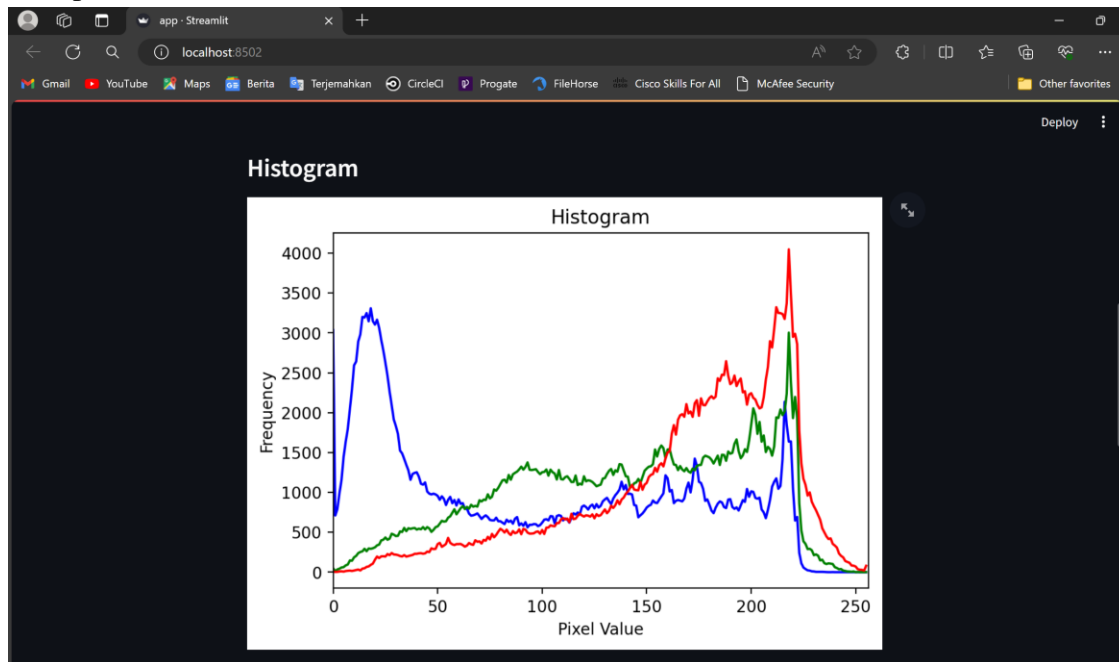 app · Streamlit
localhost:8502
Gmail YouTube Maps Berita Terjemahkan CircleCI Progate FileHorse Cisco Skills For All McAfee Security Other favorites
Deploy
Histogram
Histogram
4000
3500
3000
2500
2000
1500
1000
500
0
Frequency
0 50 100 150 200 250
Pixel Value